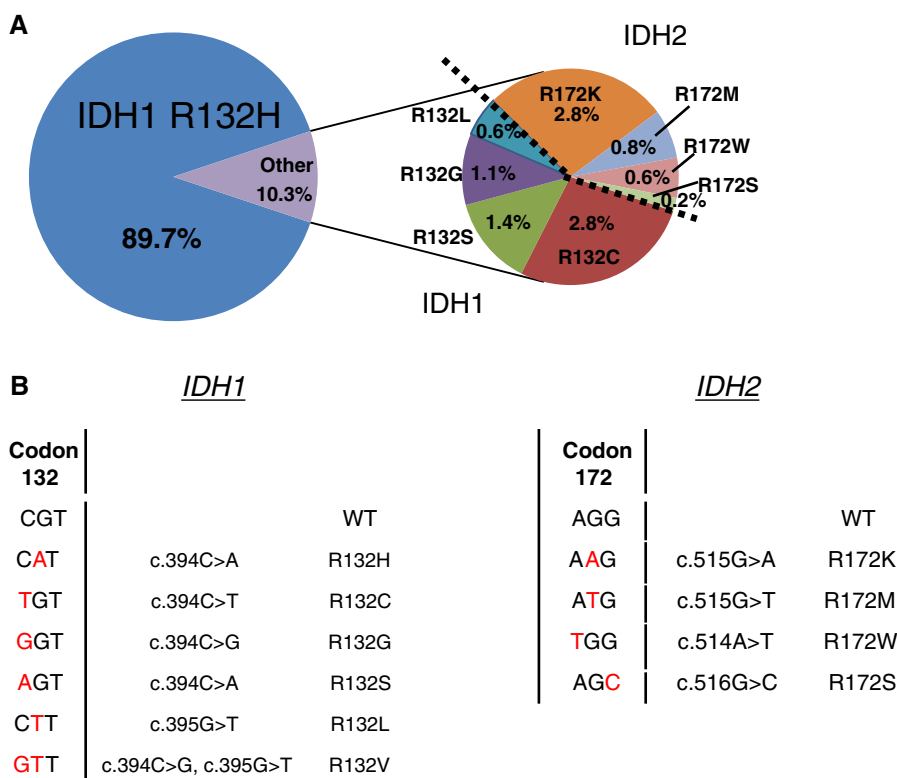 A
IDH2
IDH1 R132H
Other
10.3%
89.7%
R132L
0.6%
R172K
2.8%
R172M
0.8%
R172W
0.6%
R172S
0.2%
R132G
1.1%
R132S
1.4%
2.8%
R132C
IDH1
B
IDH1
IDH2
Codon
132
Codon
172
CGT WT
AGG WT
CAT c.394C>A R132H
AAG c.515G>A R172K
TGT c.394C>T R132C
ATG c.515G>T R172M
GGT c.394C>G R132G
TGG c.514A>T R172W
AGT c.394C>A R132S
AGC c.516G>C R172S
CTT c.395G>T R132L
GTT c.394C>G, c.395G>T R132V